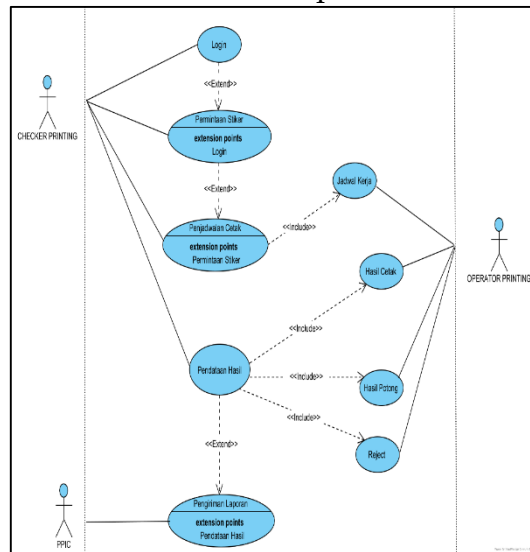 Login
<<Extend>>
CHECKER PRINTING
Permintaan Stiker
extension points
Login
<<Extend>>
Jadwal Kerja
Penjadwalan Cetak
extension points
Permintaan Stiker
<<Include>>
OPERATOR PRINTING
Hasil Cetak
<<Include>>
Pendataan Hasil
<<Include>>
Hasil Potong
<<Include>>
<<Extend>>
Reject
Pengiriman Laporan
extension points
Pendataan Hasil
PPIC